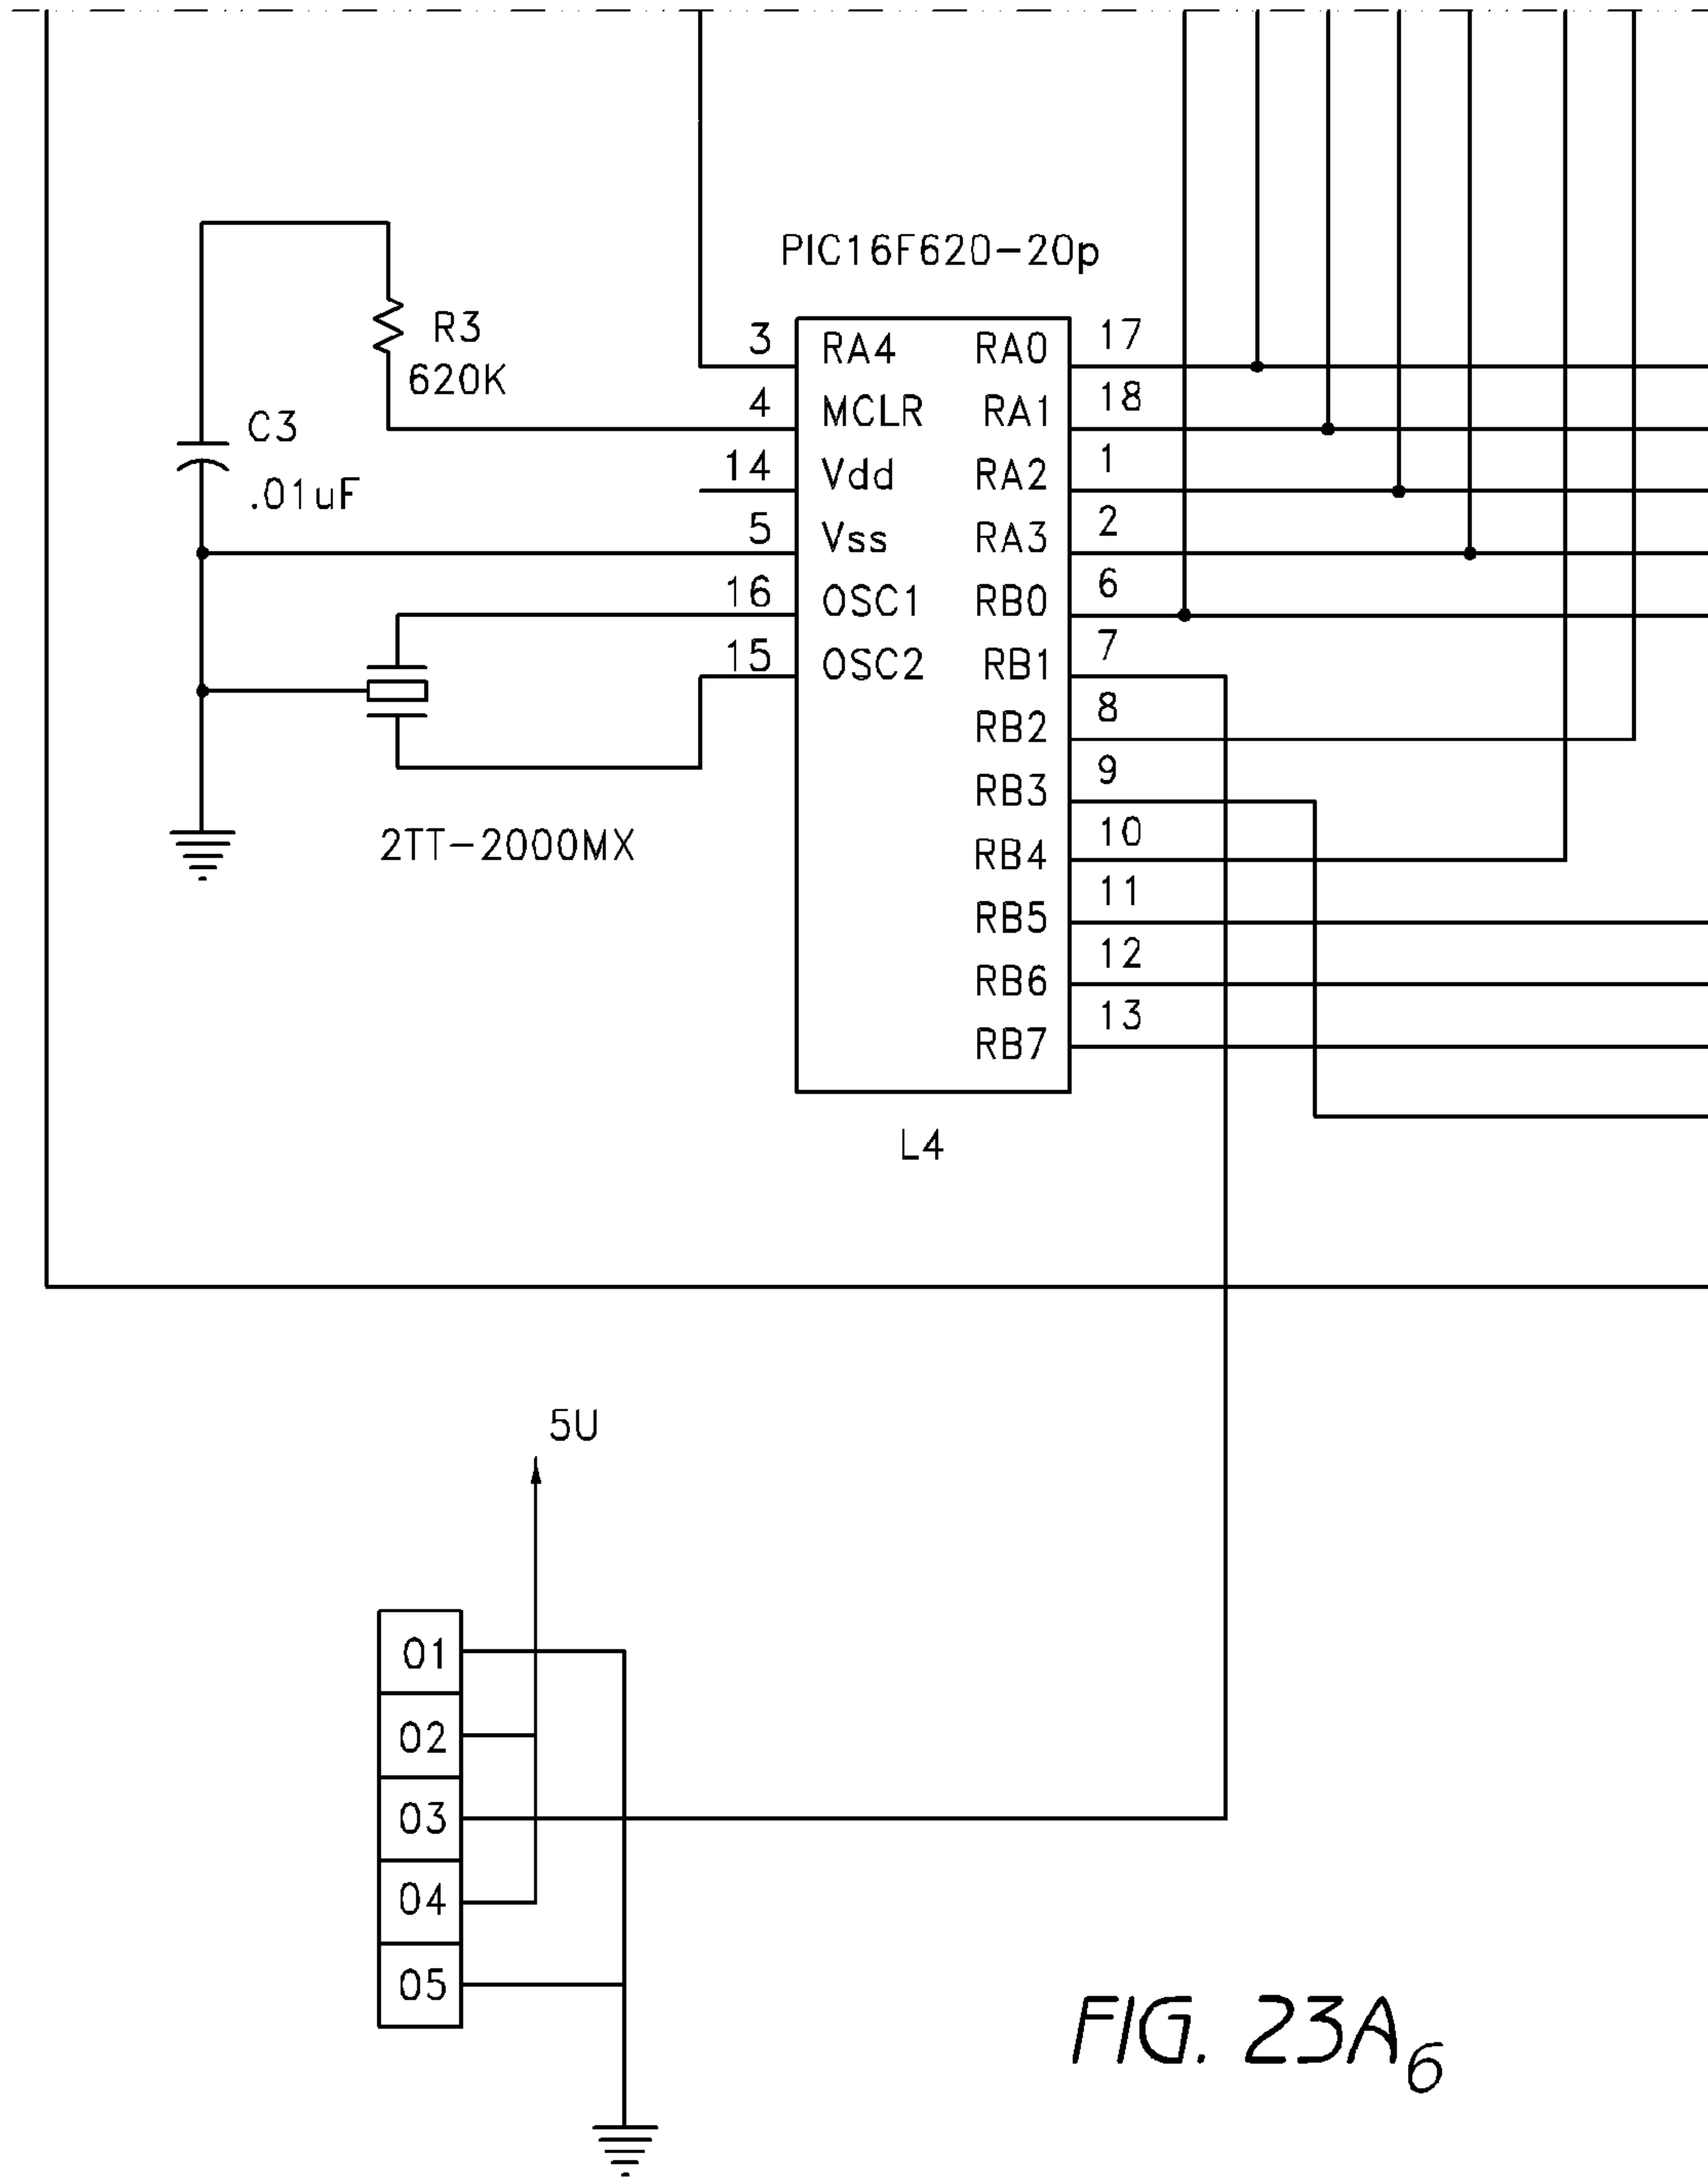 PIC16F620-20p
R3
620K
C3
.01uF
3 RA4 RA0 17
4 MCLR RA1 18
14 Vdd RA2 1
5 Vss RA3 2
16 OSC1 RB0 6
15 OSC2 RB1 7
RB2 8
RB3 9
RB4 10
RB5 11
RB6 12
RB7 13
2TT-2000MX
L4
5U
01
02
03
04
05
FIG. 23A6